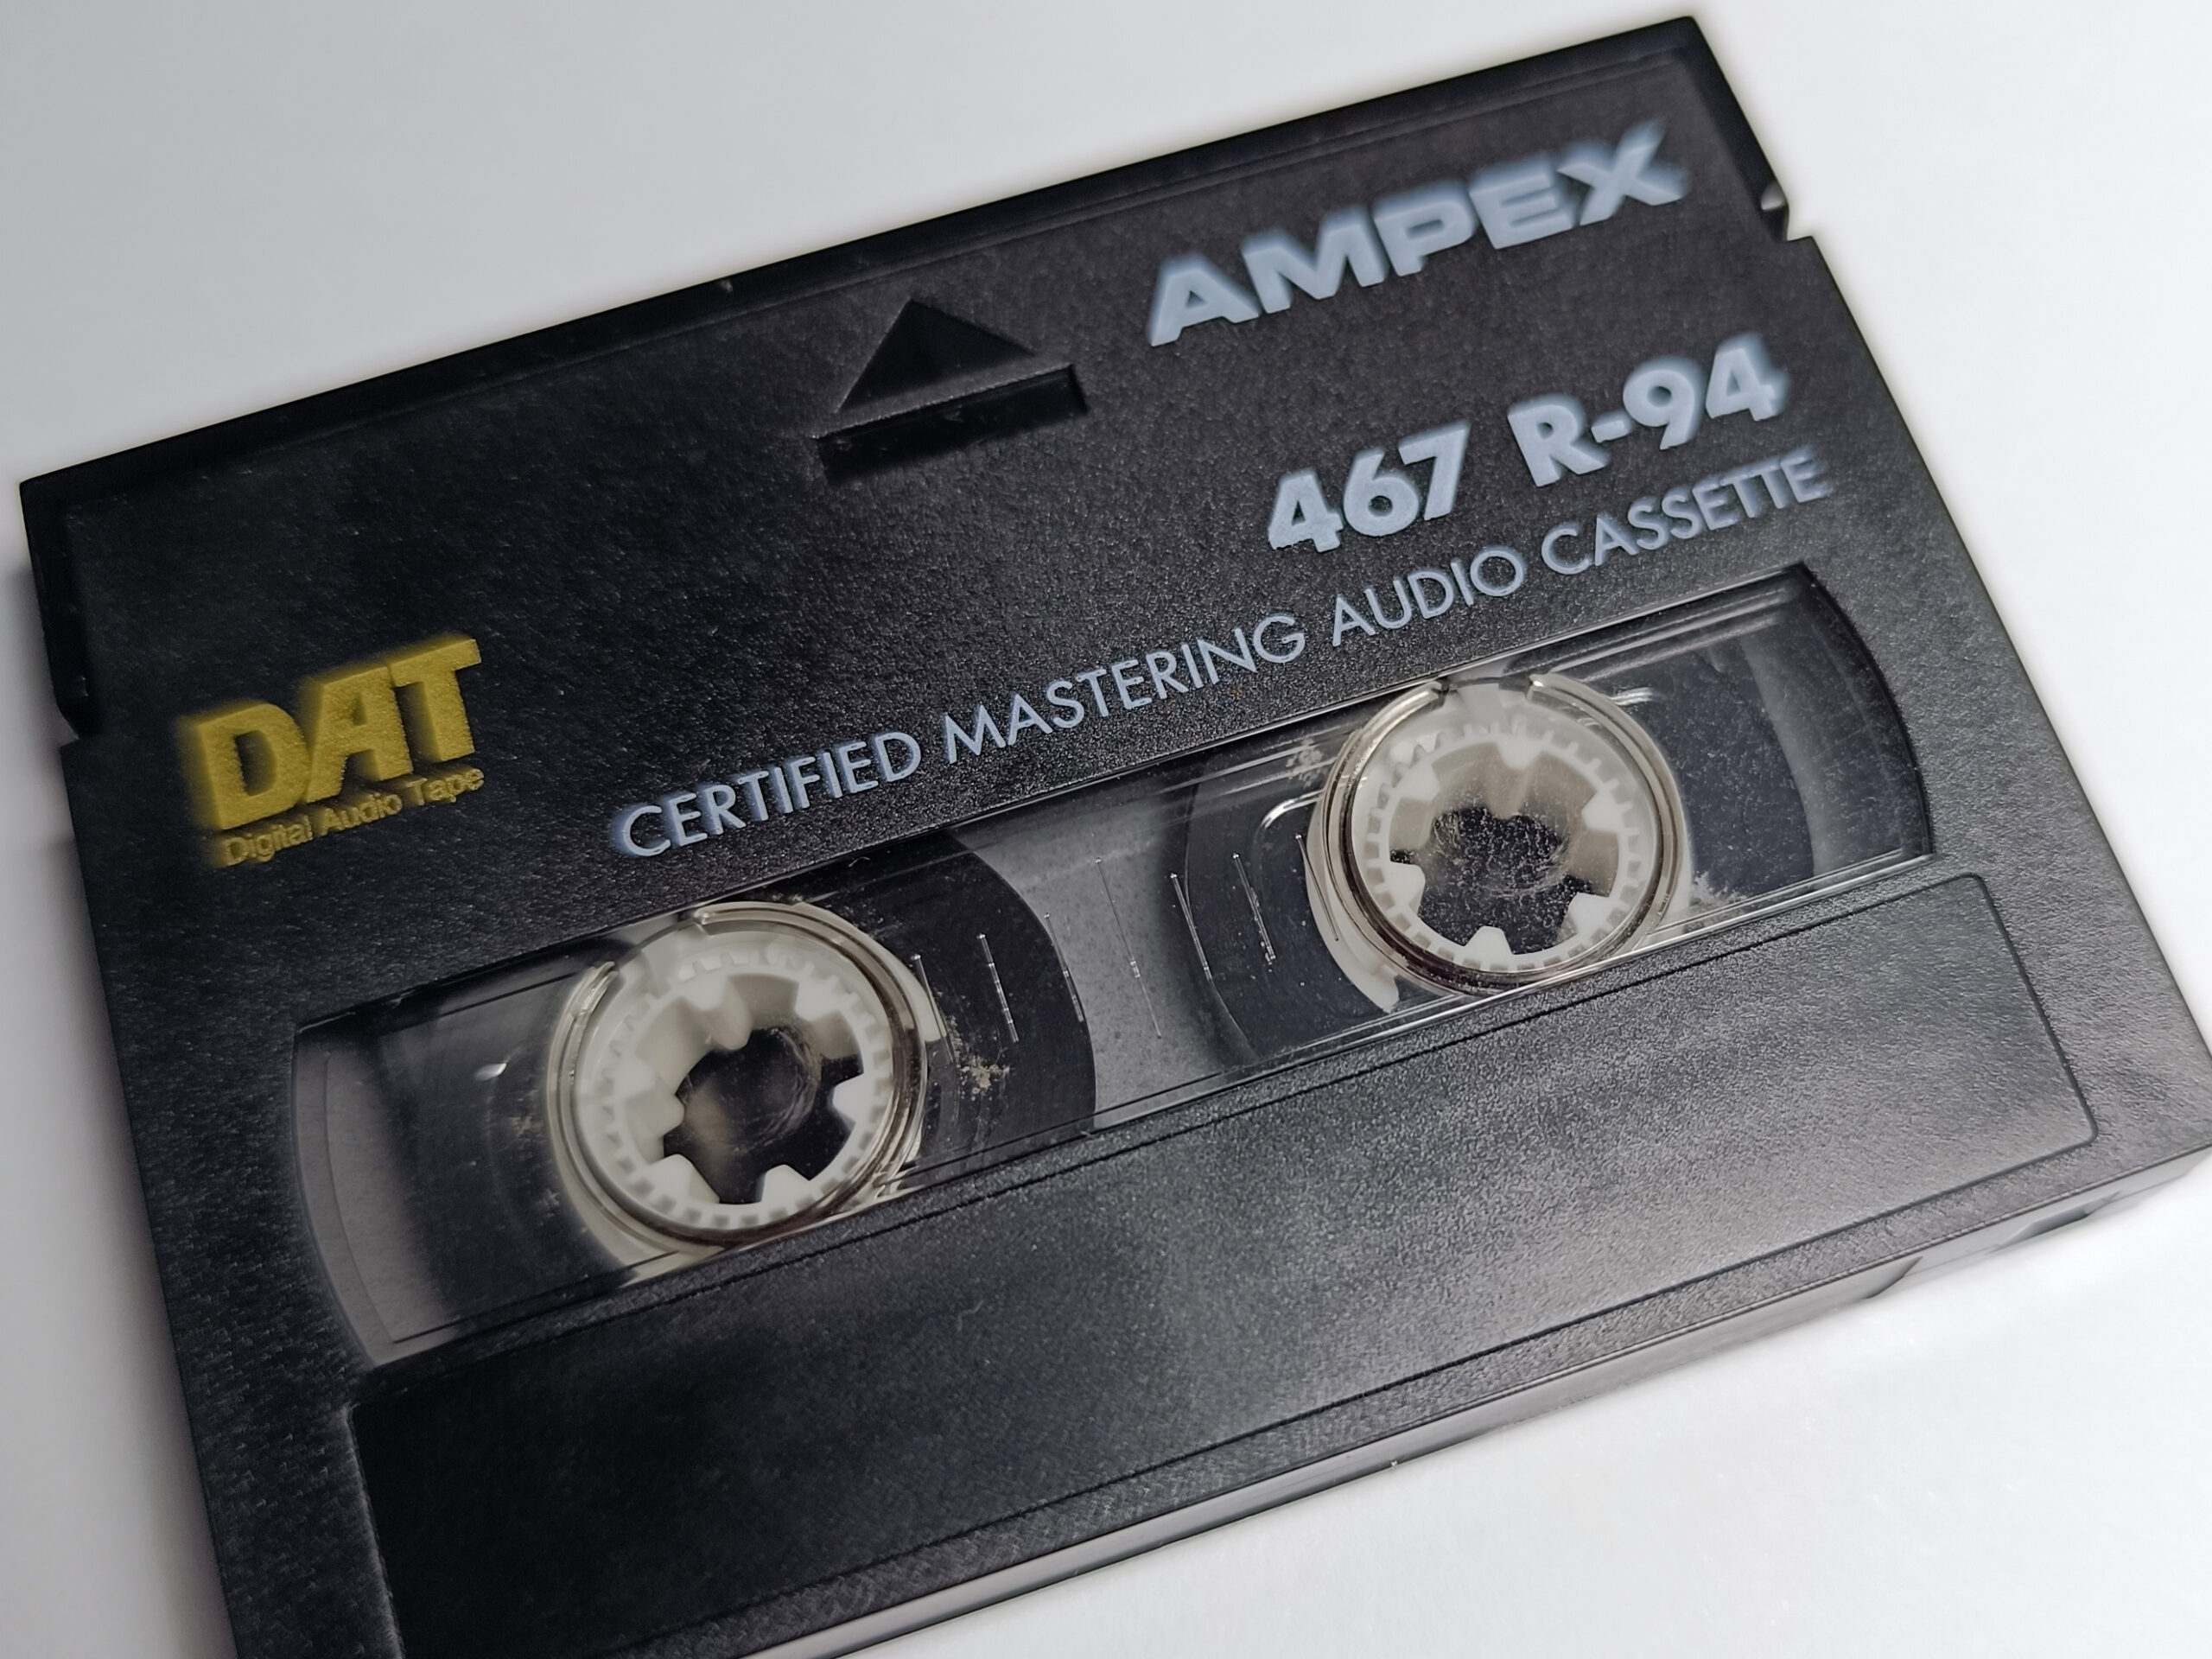 AMPEX
467 R-94
CERTIFIED MASTERING AUDIO CASSETTE
DAT
Digital Audio Tape